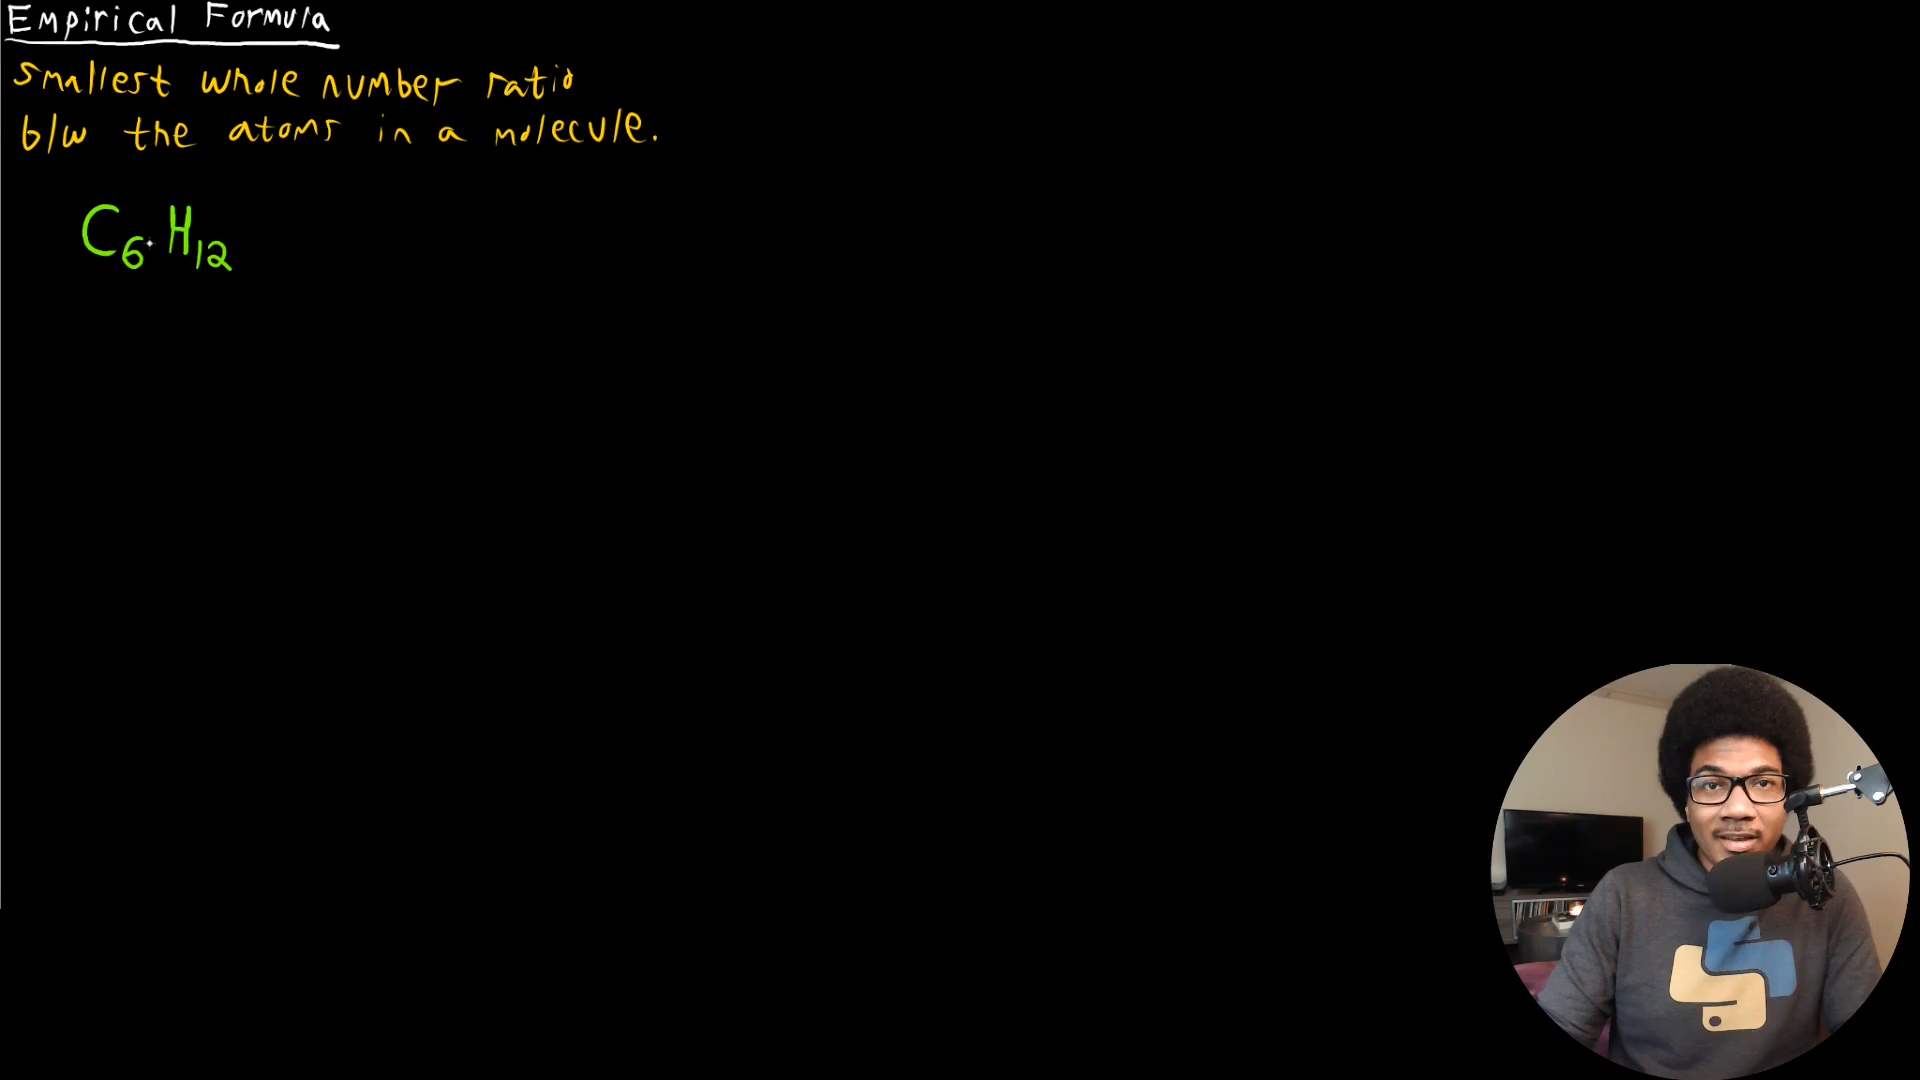 Empirical Formula
Smallest whole number ratio
b/w the atoms in a molecule.
C₆H₁₂